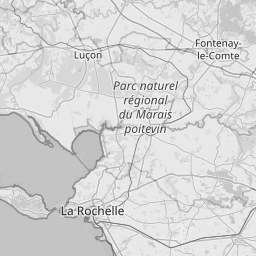 Fontenay-
le-Comte
Luçon
Parc naturel
régional
du Marais
poitevin
La Rochelle